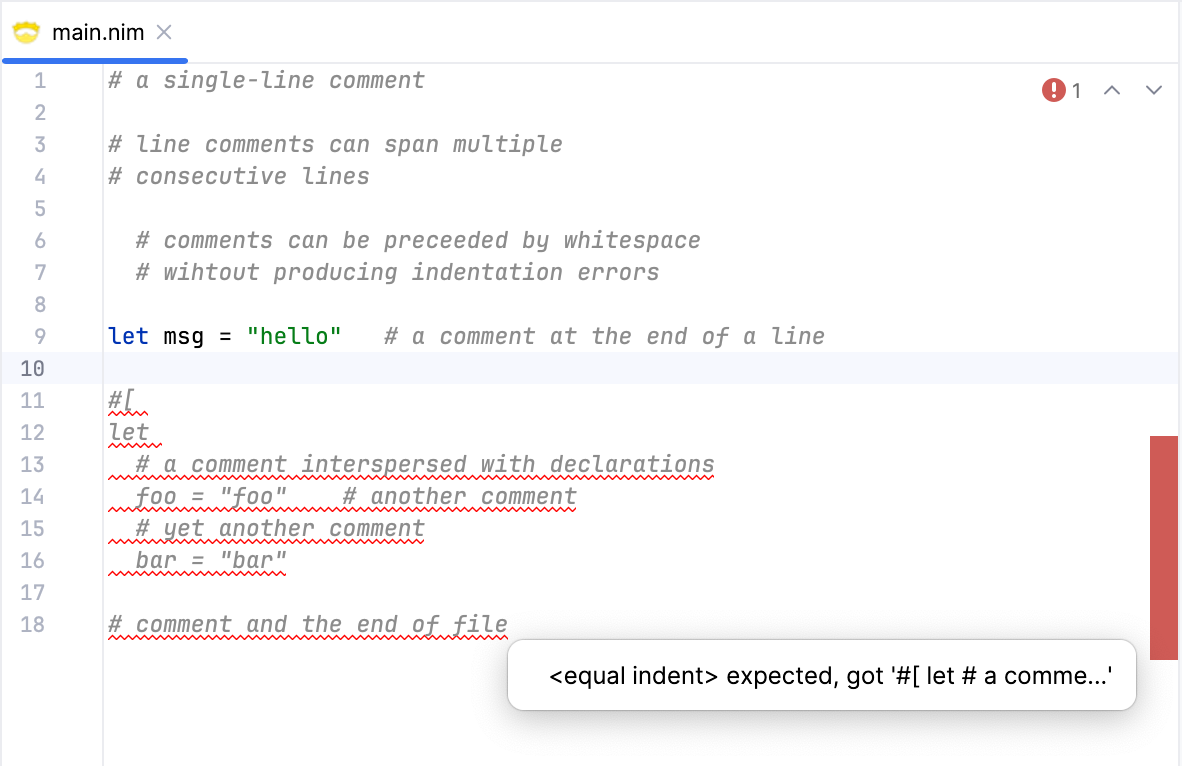 main.nim
1 # a single-line comment
1
2
3 # line comments can span multiple
4 # consecutive lines
5
6 # comments can be preceeded by whitespace
7 # wihtout producing indentation errors
8
9 let msg = "hello" # a comment at the end of a line
10
11 #[
12 let
13 # a comment interspersed with declarations
14 foo = "foo" # another comment
15 # yet another comment
16 bar = "bar"
17
18 # comment and the end of file
<equal indent> expected, got '#[ let # a comme...'